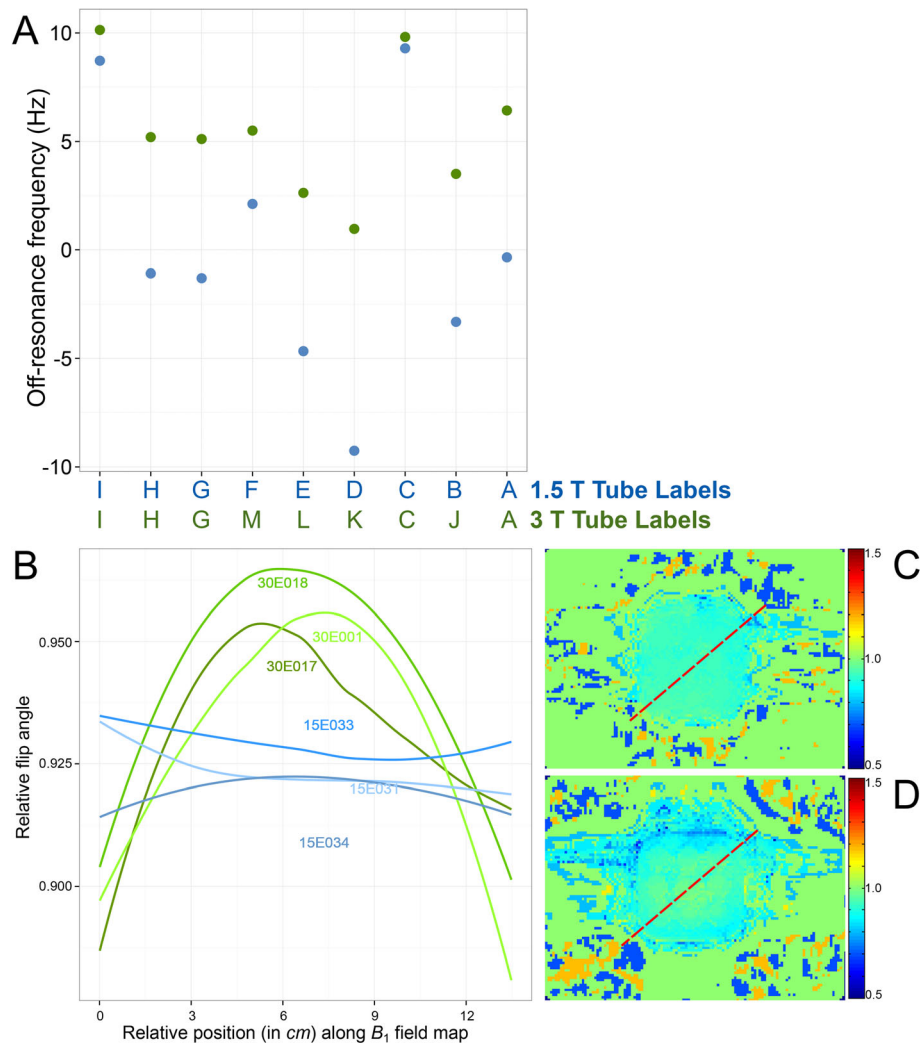 A
Off-resonance frequency (Hz)
10
5
0
-5
-10
I H G F E D C B A 1.5 T Tube Labels
I H G M L K C J A 3 T Tube Labels
B
Relative flip angle
0.950
0.925
0.900
30E018
30E001
30E017
15E033
15E031
15E034
0 3 6 9 12
Relative position (in cm) along B1 field map
C
1.5
1.0
0.5
D
1.5
1.0
0.5